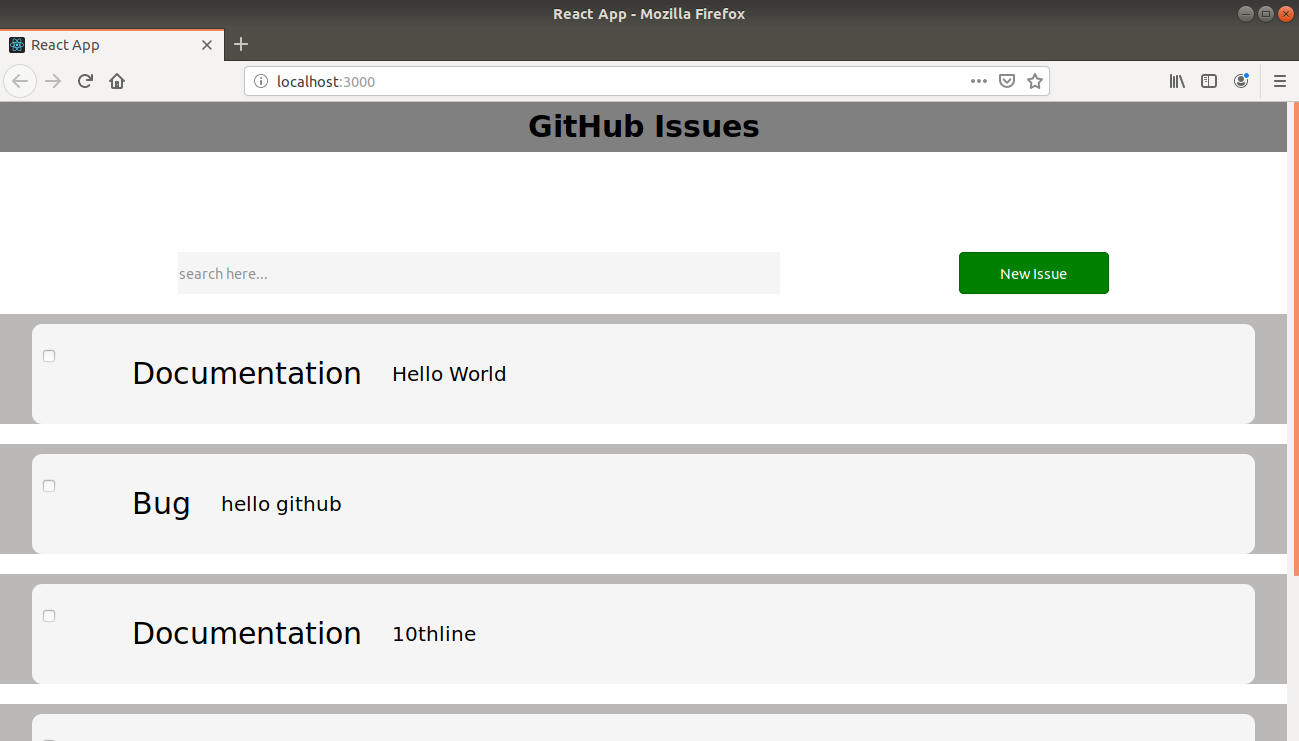 React App - Mozilla Firefox
React App
localhost:3000
GitHub Issues
search here...
New Issue
Documentation Hello World
Bug hello github
Documentation 10thline